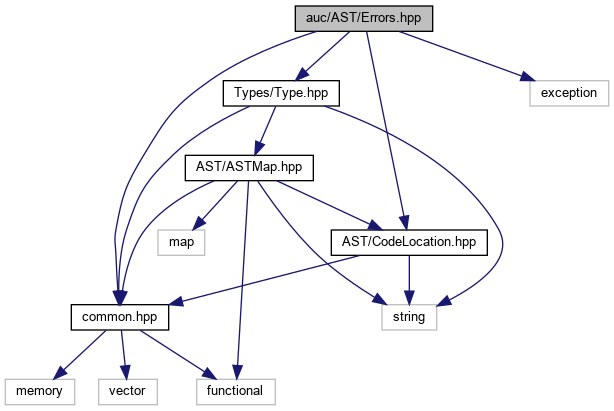 auc/AST/Errors.hpp
Types/Type.hpp
exception
AST/ASTMap.hpp
map
AST/CodeLocation.hpp
common.hpp
string
memory
vector
functional